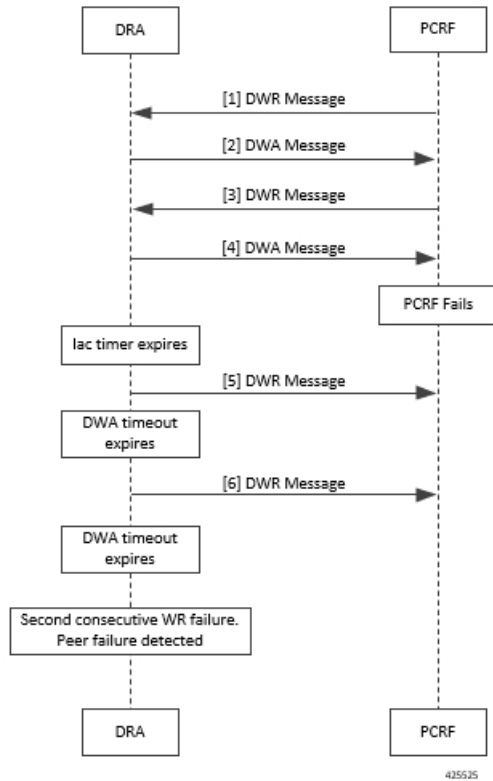 DRA
PCRF
[1] DWR Message
[2] DWA Message
[3] DWR Message
[4] DWA Message
PCRF Fails
Iac timer expires
[5] DWR Message
DWA timeout
expires
[6] DWR Message
DWA timeout
expires
Second consecutive WR failure.
Peer failure detected
DRA
PCRF
425525